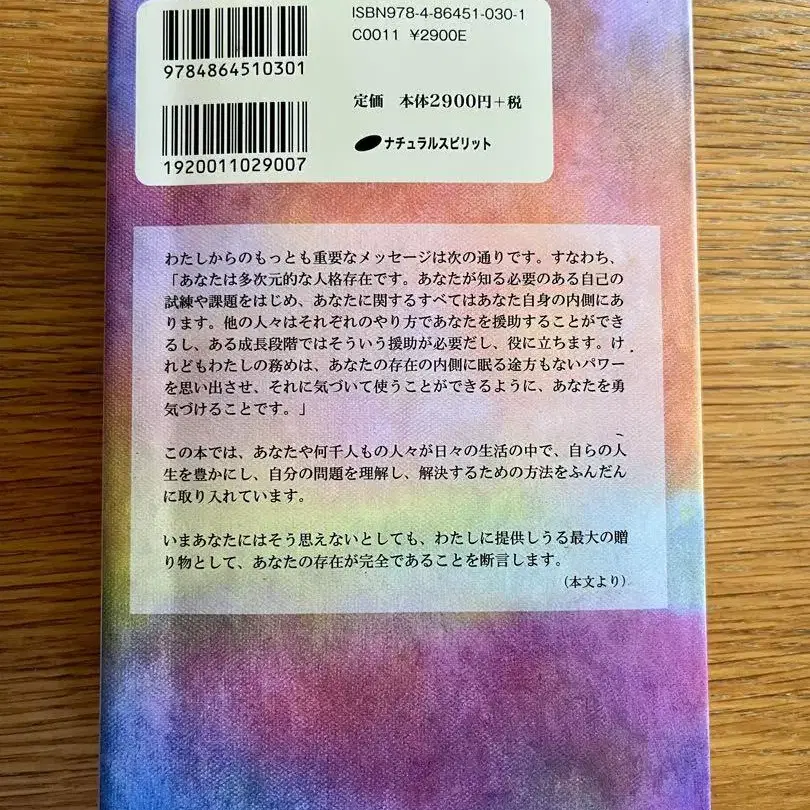 ISBN978-4-86451-030-1
C0011 ¥2900E
9784864510301
定価 本体2900円+税
ナチュラルスピリット
1920011029007
わたしからのもっとも重要なメッセージは次の通りです。すなわち、
「あなたは多次元的な人格存在です。あなたが知る必要のある自己の
試練や課題をはじめ、あなたに関するすべてはあなた自身の内側にあ
ります。他の人々はそれぞれのやり方であなたを援助することができ
るし、ある成長段階ではそういう援助が必要だし、役に立ちます。け
れどもわたしの務めは、あなたの存在の内側に眠る途方もないパワー
を思い出させ、それに気づいて使うことができるように、あなたを勇
気づけることです。」
この本では、あなたや何千人もの人々が日々の生活の中で、自らの人
生を豊かにし、自分の問題を理解し、解決するための方法をふんだん
に取り入れています。
いまあなたにはそう思えないとしても、わたしに提供しうる最大の贈
り物として、あなたの存在が完全であることを断言します。
(本文より)